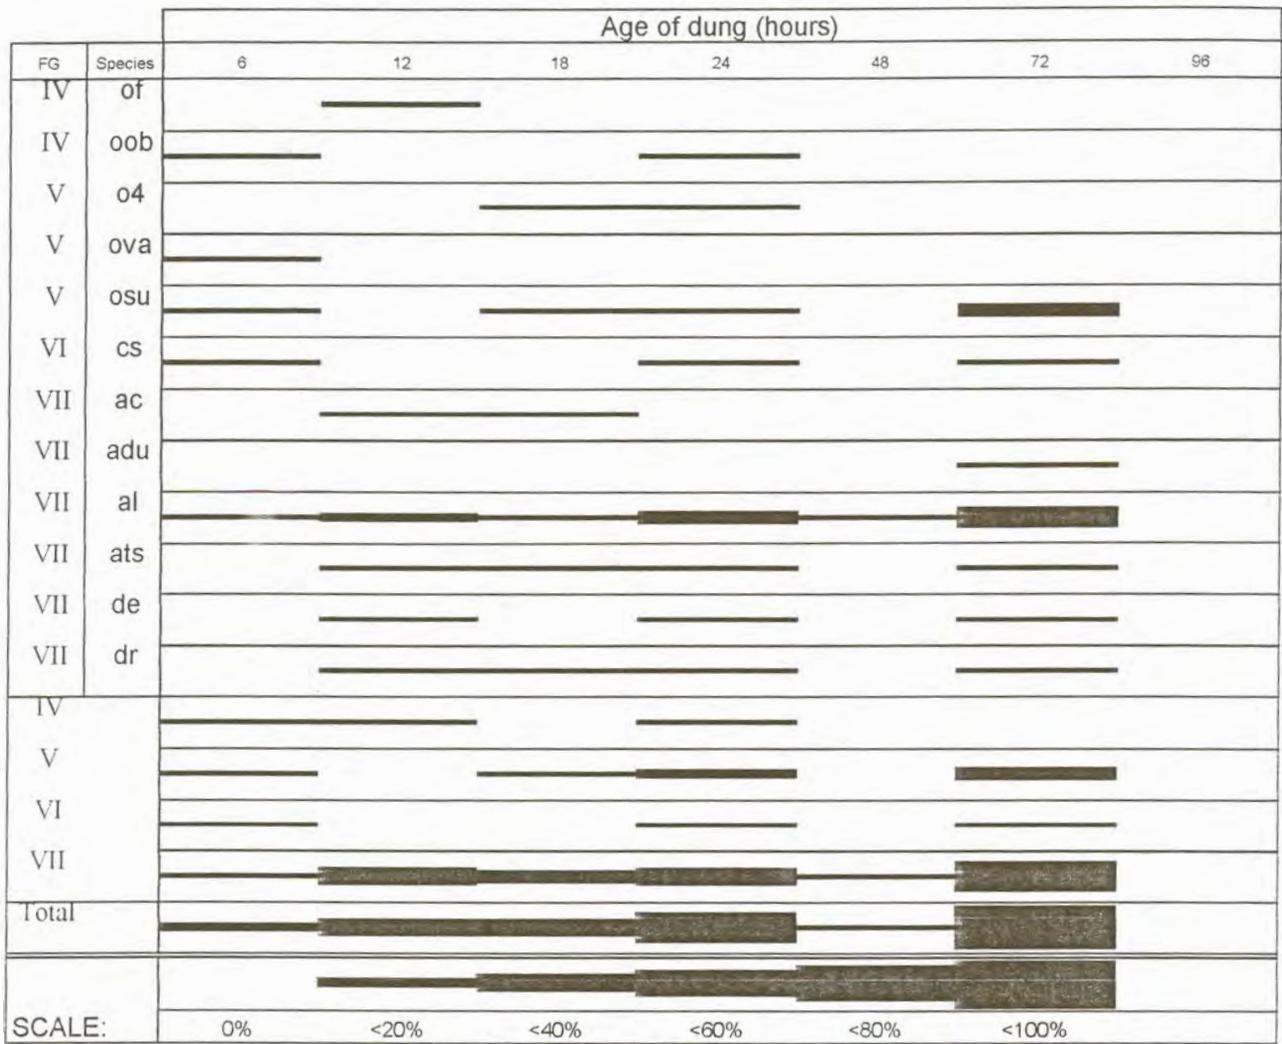 Age of dung (hours)
FG Species 6 12 18 24 48 72 96
IV of
IV oob
V o4
V ova
V osu
VI cs
VII ac
VII adu
VII al
VII ats
VII de
VII dr
IV
V
VI
VII
Total
SCALE: 0% <20% <40% <60% <80% <100%